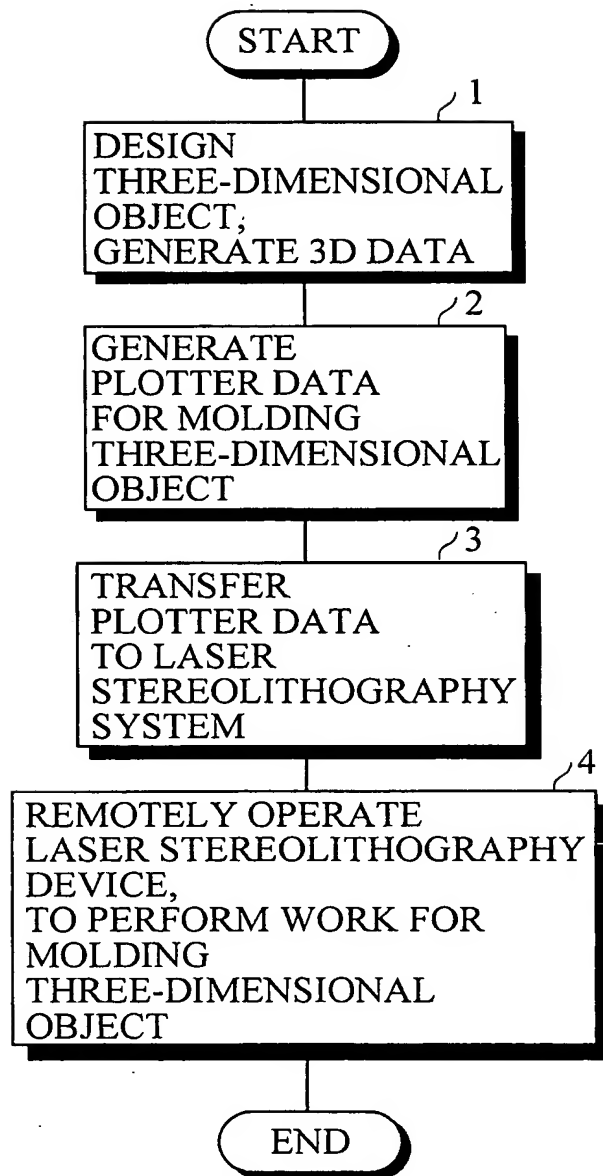 START
1
DESIGN
THREE-DIMENSIONAL
OBJECT,
GENERATE 3D DATA
2
GENERATE
PLOTTER DATA
FOR MOLDING
THREE-DIMENSIONAL
OBJECT
3
TRANSFER
PLOTTER DATA
TO LASER
STEREOLITHOGRAPHY
SYSTEM
4
REMOTELY OPERATE
LASER STEREOLITHOGRAPHY
DEVICE,
TO PERFORM WORK FOR
MOLDING
THREE-DIMENSIONAL
OBJECT
END